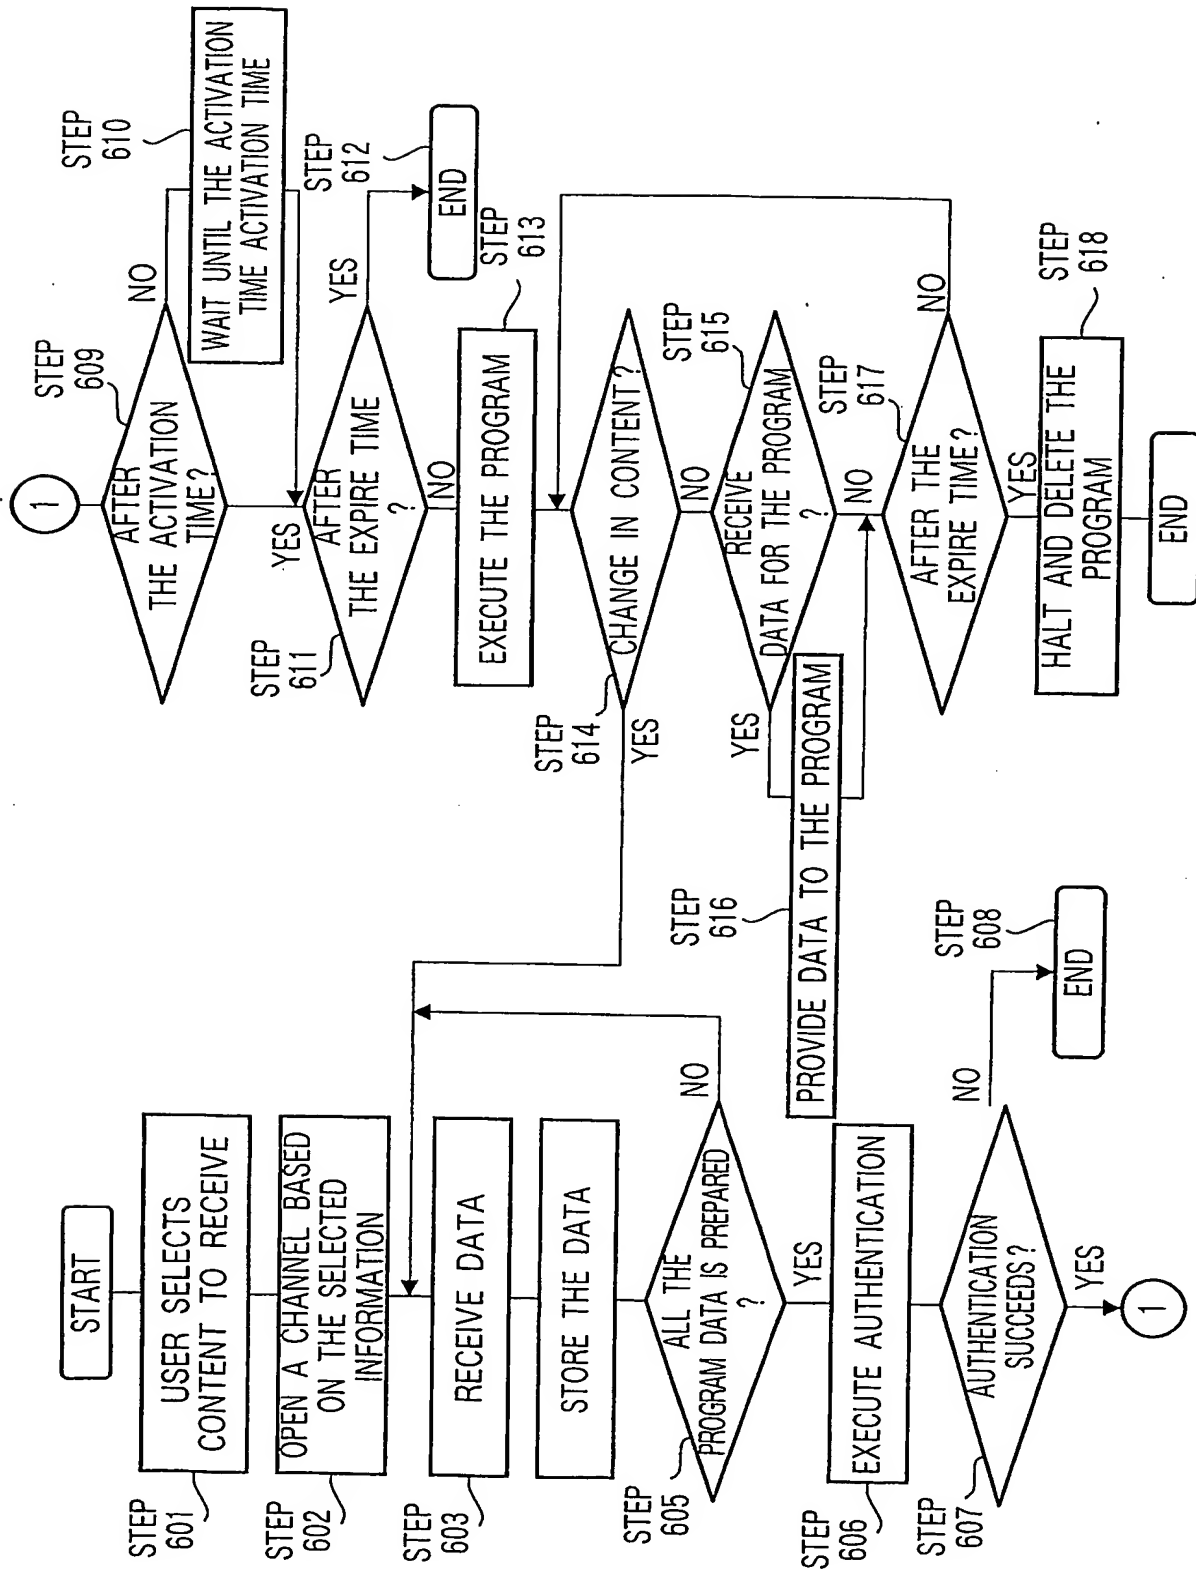 START
USER SELECTS
CONTENT TO RECEIVE
STEP
601
OPEN A CHANNEL BASED
ON THE SELECTED
INFORMATION
STEP
602
RECEIVE DATA
STEP
603
STORE THE DATA
ALL THE
PROGRAM DATA IS PREPARED
?
STEP
605
NO
YES
EXECUTE AUTHENTICATION
STEP
606
AUTHENTICATION
SUCCEEDS?
STEP
607
NO
STEP
608
END
YES
1
1
AFTER
THE ACTIVATION
TIME?
STEP
609
NO
STEP
610
WAIT UNTIL THE ACTIVATION
TIME ACTIVATION TIME
YES
AFTER
THE EXPIRE TIME
?
STEP
611
YES
STEP
612
END
NO
EXECUTE THE PROGRAM
STEP
613
CHANGE IN CONTENT?
STEP
614
YES
NO
RECEIVE
DATA FOR THE PROGRAM
?
STEP
615
YES
STEP
616
PROVIDE DATA TO THE PROGRAM
NO
AFTER THE
EXPIRE TIME?
STEP
617
NO
YES
HALT AND DELETE THE
PROGRAM
STEP
618
END